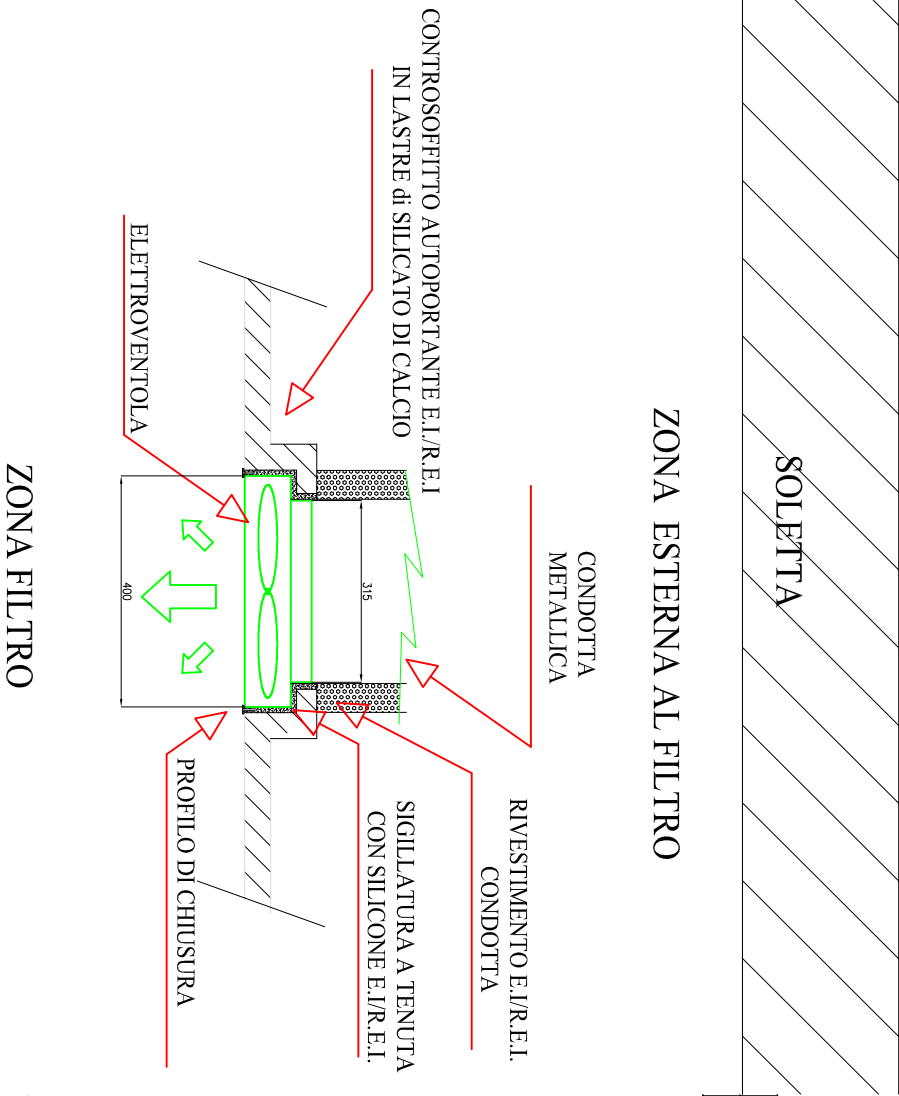 SOLETTA
ZONA ESTERNA AL FILTRO
CONDOTTA
METALLICA
RIVESTIMENTO E.I/R.E.I.
CONDOTTA
CONTROSOFFITTO AUTOPORTANTE E.I./R.E.I
IN LASTRE di SILICATO DI CALCIO
SIGILLATURA A TENUTA
CON SILICONE E.I/R.E.I.
315
PROFILO DI CHIUSURA
ELETTROVENTOLA
400
ZONA FILTRO